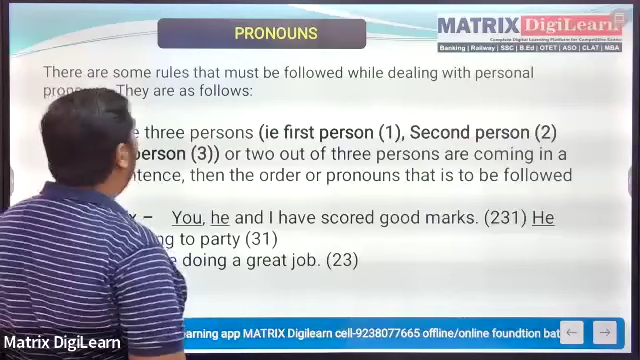 PRONOUNS
MATRIX DigiLearn
Complete Digital Learning Platform for Competitive Exams
Banking | Railway | SSC | B.Ed | OTET | ASO | CLAT | MBA
There are some rules that must be followed while dealing with personal
They are as follows:
e three persons (ie first person (1), Second person (2)
person (3)) or two out of three persons are coming in a
ntence, then the order or pronouns that is to be followed
x – You, he and I have scored good marks. (231) He
ng to party (31)
e doing a great job. (23)
earning app MATRIX Digilearn cell-9238077665 offline/online foundtion bat
Matrix DigiLearn